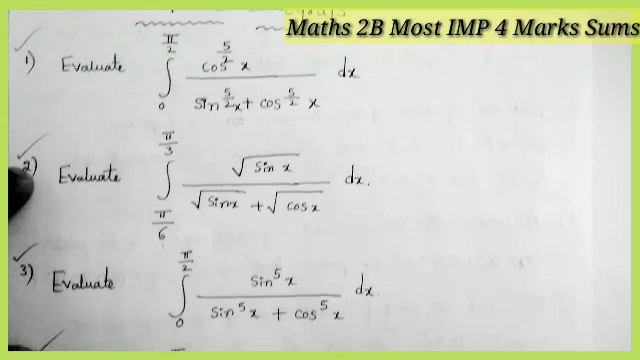 Maths 2B Most IMP 4 Marks Sums
1) Evaluate ∫₀^(π/2) cos^(5/2) x / (sin^(5/2) x + cos^(5/2) x) dx
2) Evaluate ∫_(π/6)^(π/3) √(sin x) / (√(sin x) + √(cos x)) dx.
3) Evaluate ∫₀^(π/2) sin⁵ x / (sin⁵ x + cos⁵ x) dx.